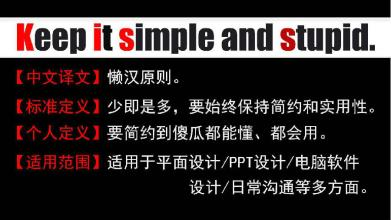 Keep it simple and stupid.
【中文译文】懒汉原则。
【标准定义】少即是多，要始终保持简约和实用性。
【个人定义】要简约到傻瓜都能懂、都会用。
【适用范围】适用于平面设计/PPT设计/电脑软件
设计/日常沟通等多方面。